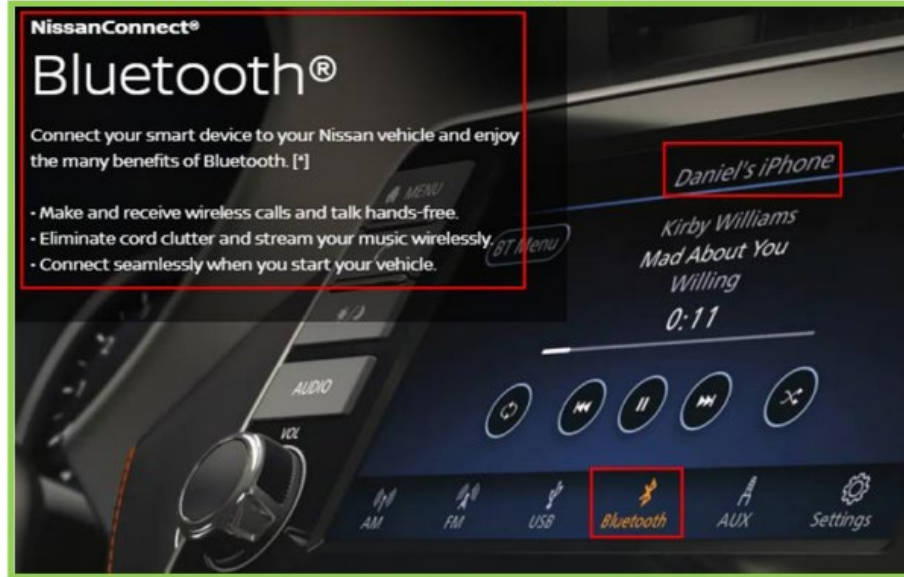 NissanConnect®
Bluetooth®
Connect your smart device to your Nissan vehicle and enjoy
the many benefits of Bluetooth. [*]
• Make and receive wireless calls and talk hands-free.
• Eliminate cord clutter and stream your music wirelessly.
• Connect seamlessly when you start your vehicle.
MENU
Daniel's iPhone
BT Menu
Kirby Williams
Mad About You
Willing
0:11
AUDIO
VOL
AM
FM
USB
Bluetooth
AUX
Settings